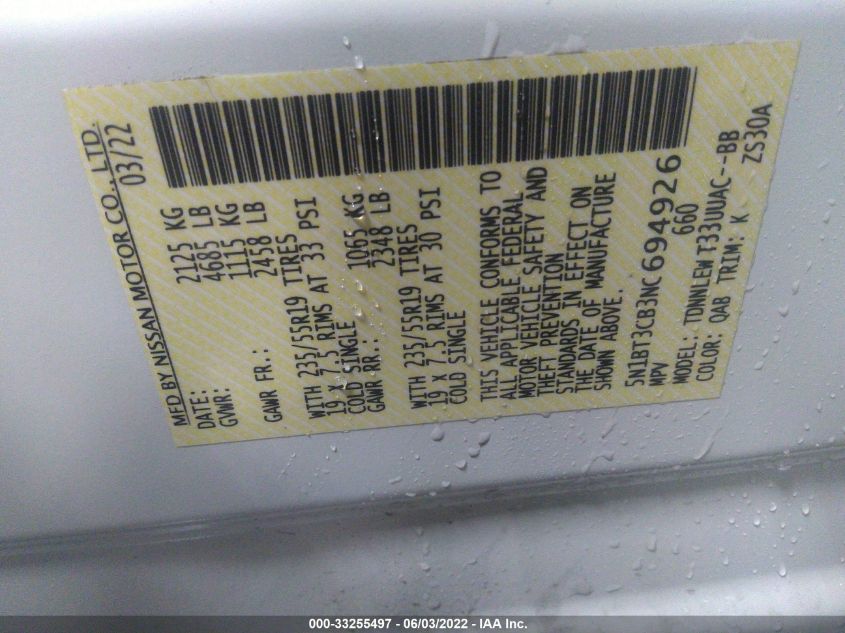 MFD BY NISSAN MOTOR CO., LTD.
DATE: 03/22
GVWR: 2125 KG
4685 LB
GAWR FR.: 1115 KG
2458 LB
WITH 235/55R19 TIRES
19 X 7.5 RIMS AT 33 PSI
COLD SINGLE
GAWR RR.: 1065 KG
2348 LB
WITH 235/55R19 TIRES
19 X 7.5 RIMS AT 30 PSI
COLD SINGLE
THIS VEHICLE CONFORMS TO
ALL APPLICABLE FEDERAL
MOTOR VEHICLE SAFETY AND
THEFT PREVENTION
STANDARDS IN EFFECT ON
THE DATE OF MANUFACTURE
SHOWN ABOVE.
5N1BT3CB3NC694926
MPV 660
MODEL: TDNNLEW T33UUAC--BB
COLOR: QAB TRIM: K ZS30A
000-33255497 - 06/03/2022 - IAA Inc.